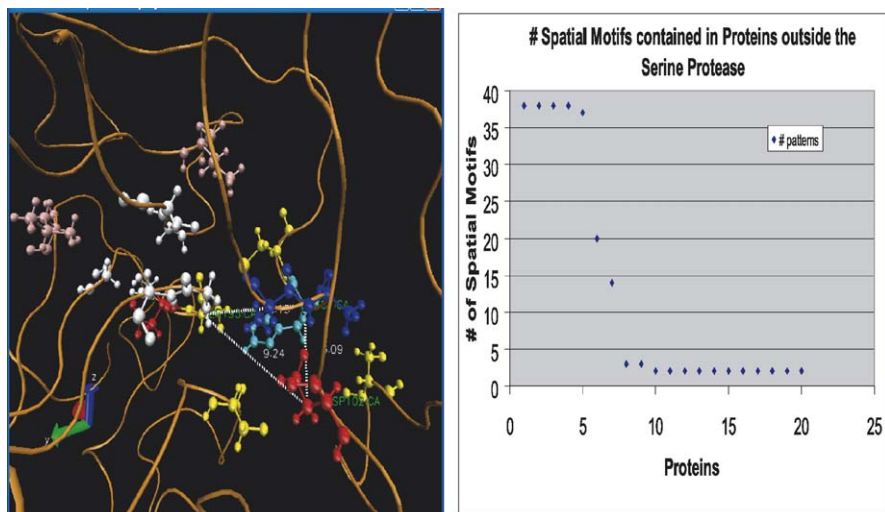 z
y
9.24
SP102:CA
# Spatial Motifs contained in Proteins outside the
Serine Protease
# of Spatial Motifs
40
35
30
25
20
15
10
5
0
# patterns
0
5
10
15
20
25
Proteins